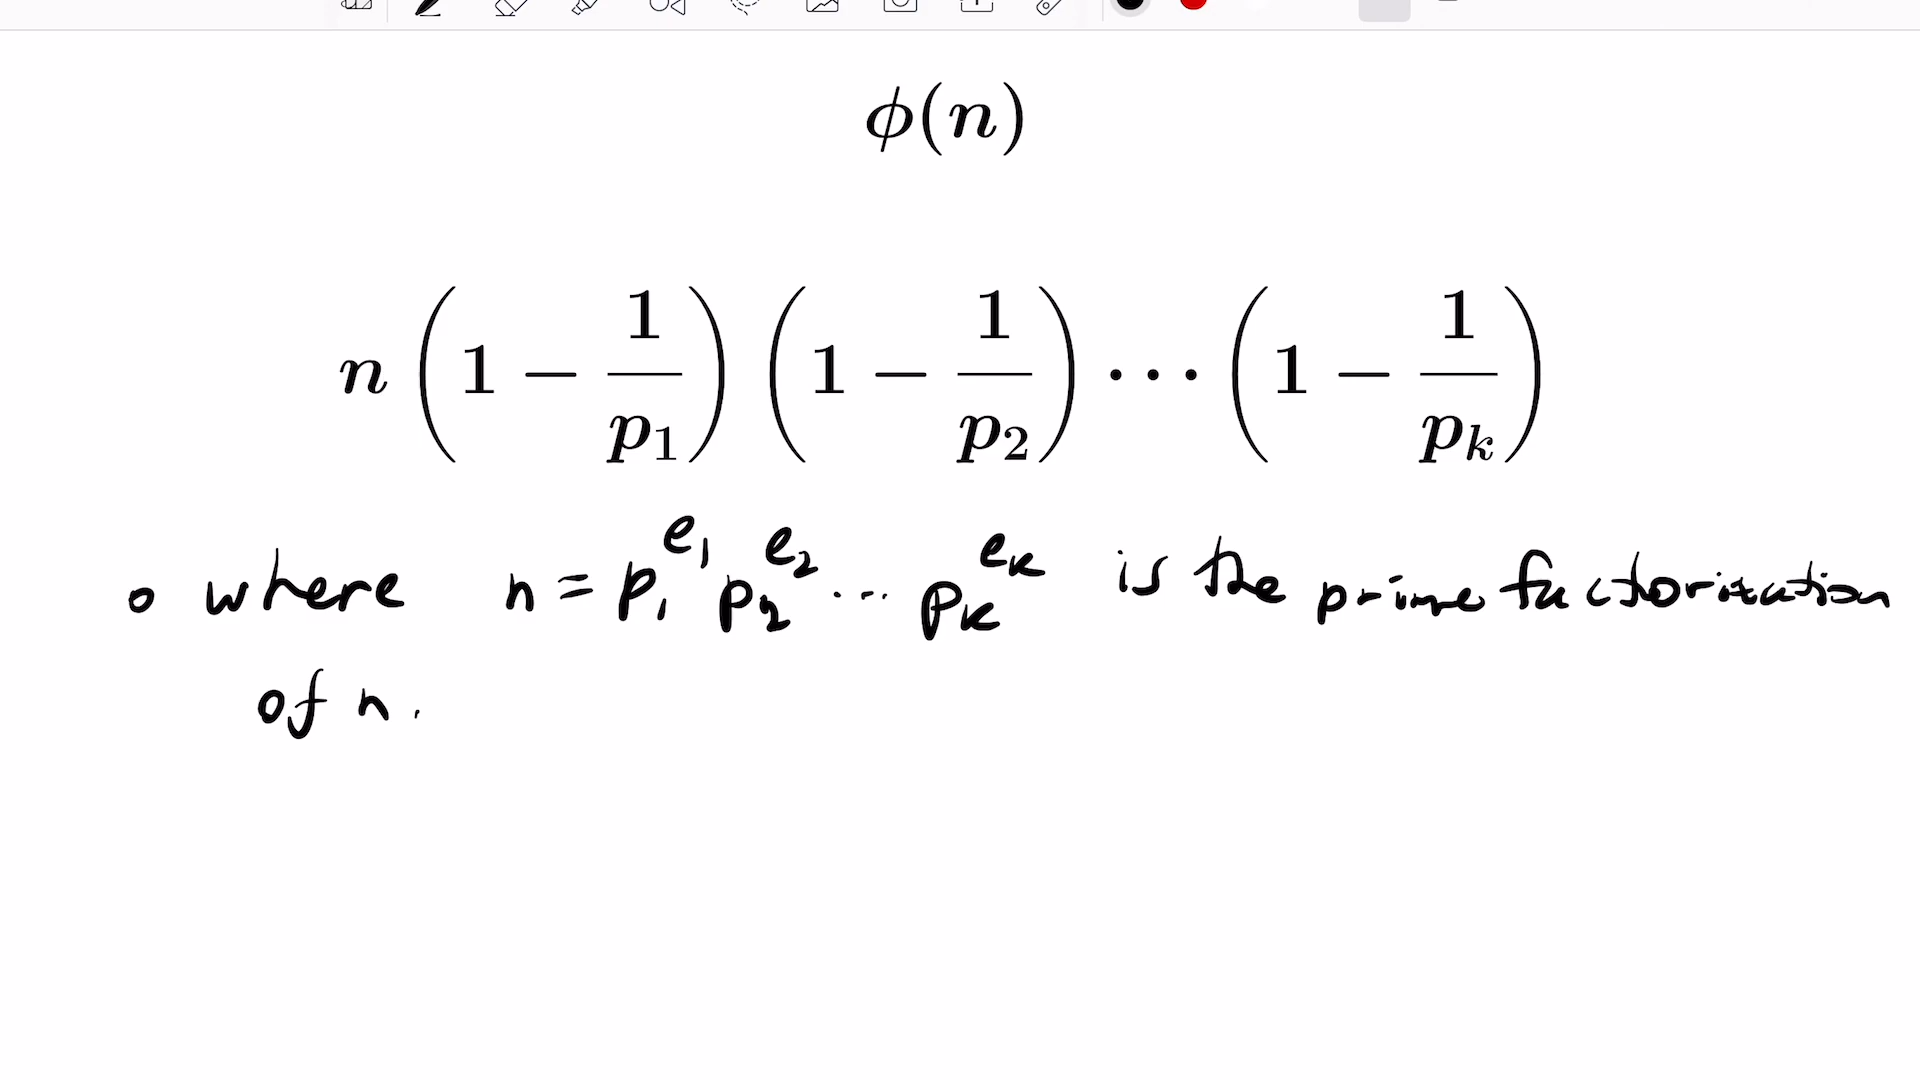 ϕ(n)
n (1 − 1/p₁) (1 − 1/p₂) ⋯ (1 − 1/pₖ)
∘ where n = p₁^e₁ p₂^e₂ ⋯ pₖ^eₖ is the prime factorization
of n.